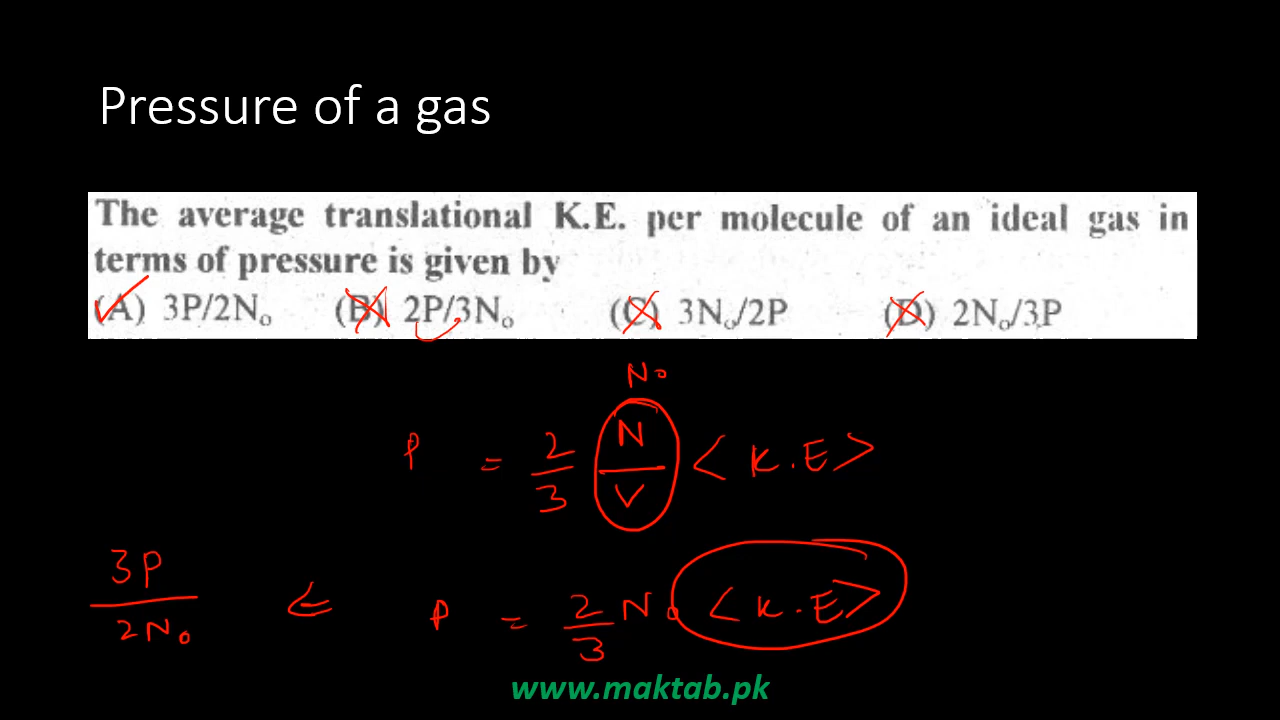 Pressure of a gas
The average translational K.E. per molecule of an ideal gas in
terms of pressure is given by
(A) 3P/2N₀ (B) 2P/3N₀ (C) 3N₀/2P (D) 2N₀/3P
N₀
P = 2/3 N/V <K.E>
3P/2N₀ ⇐ P = 2/3 N₀ <K.E>
www.maktab.pk